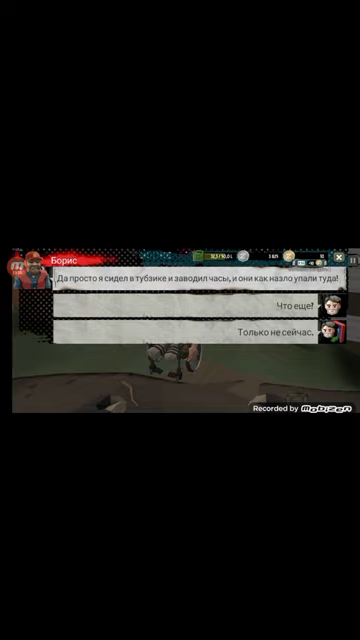 Борис
Да просто я сидел в тубзике и заводил часы, и они как назло упали туда!
Что еще?
Только не сейчас.
Recorded by Mobizen